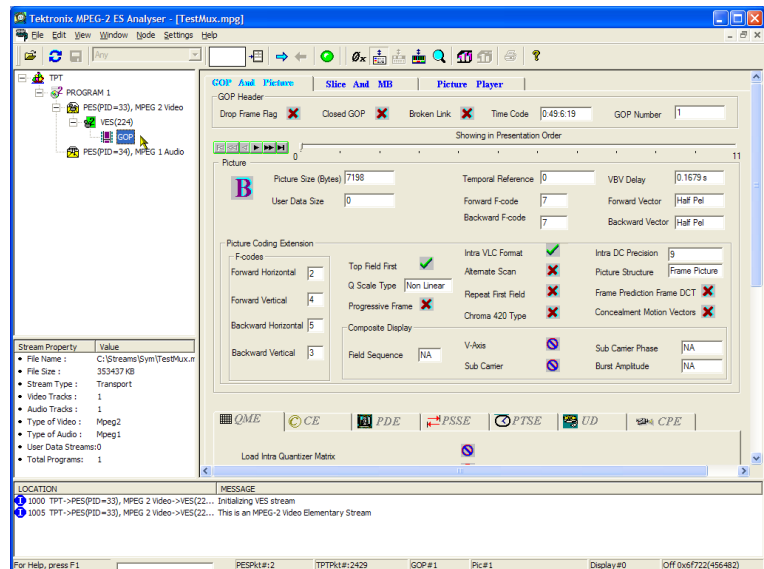 Tektronix MPEG-2 ES Analyser - [TestMux.mpg]
File Edit View Window Node Settings Help
Any
TPT
PROGRAM 1
PES(PID=33), MPEG 2 Video
VES(224)
GOP
PES(PID=34), MPEG 1 Audio
GOP And Picture Slice And MB Picture Player
GOP Header
Drop Frame Flag Closed GOP Broken Link Time Code 0:49:6:19 GOP Number 1
Showing in Presentation Order
0 11
Picture
B
Picture Size (Bytes) 7198 Temporal Reference 0 VBV Delay 0.1679 s
User Data Size 0 Forward F-code 7 Forward Vector Half Pel
Backward F-code 7 Backward Vector Half Pel
Picture Coding Extension
F-codes
Forward Horizontal 2
Forward Vertical 4
Backward Horizontal 5
Backward Vertical 3
Top Field First
Q Scale Type Non Linear
Progressive Frame
Intra VLC Format
Alternate Scan
Repeat First Field
Chroma 420 Type
Intra DC Precision 9
Picture Structure Frame Picture
Frame Prediction Frame DCT
Concealment Motion Vectors
Composite Display
Field Sequence NA
V-Axis
Sub Carrier
Sub Carrier Phase NA
Burst Amplitude NA
QME CE PDE PSSE PTSE UD CPE
Load Intra Quantizer Matrix
Stream Property Value
File Name : C:\Streams\Sym\TestMux.m
File Size : 353437 KB
Stream Type : Transport
Video Tracks : 1
Audio Tracks : 1
Type of Video : Mpeg2
Type of Audio : Mpeg1
User Data Streams:0
Total Programs: 1
LOCATION MESSAGE
1000 TPT->PES(PID=33), MPEG 2 Video->VES(22... Initializing VES stream
1005 TPT->PES(PID=33), MPEG 2 Video->VES(22... This is an MPEG-2 Video Elementary Stream
For Help, press F1 PESPkt#:2 TPTPkt#:2429 GOP#1 Pic#1 Display#0 Off 0x6f722(456482)